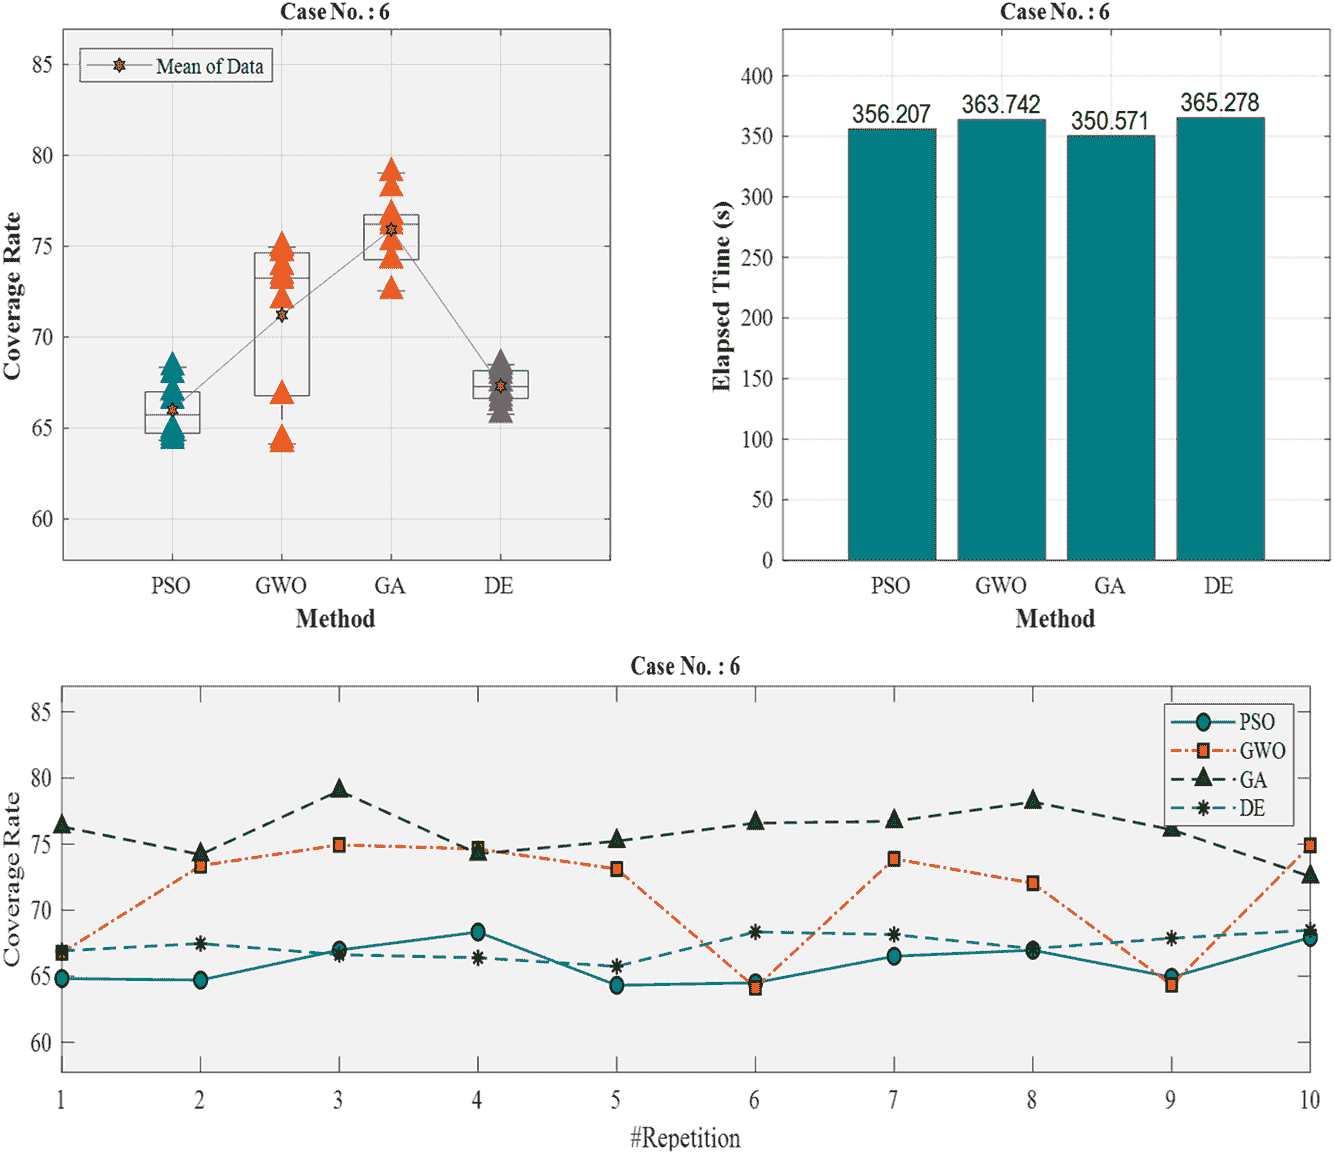 Case No. : 6
85
80
75
70
65
60
Coverage Rate
Mean of Data
PSO
GWO
GA
DE
Method
Case No. : 6
400
350
300
250
200
150
100
50
0
Elapsed Time (s)
356.207
363.742
350.571
365.278
PSO
GWO
GA
DE
Method
Case No. : 6
85
80
75
70
65
60
Coverage Rate
PSO
GWO
GA
DE
1 2 3 4 5 6 7 8 9 10
#Repetition